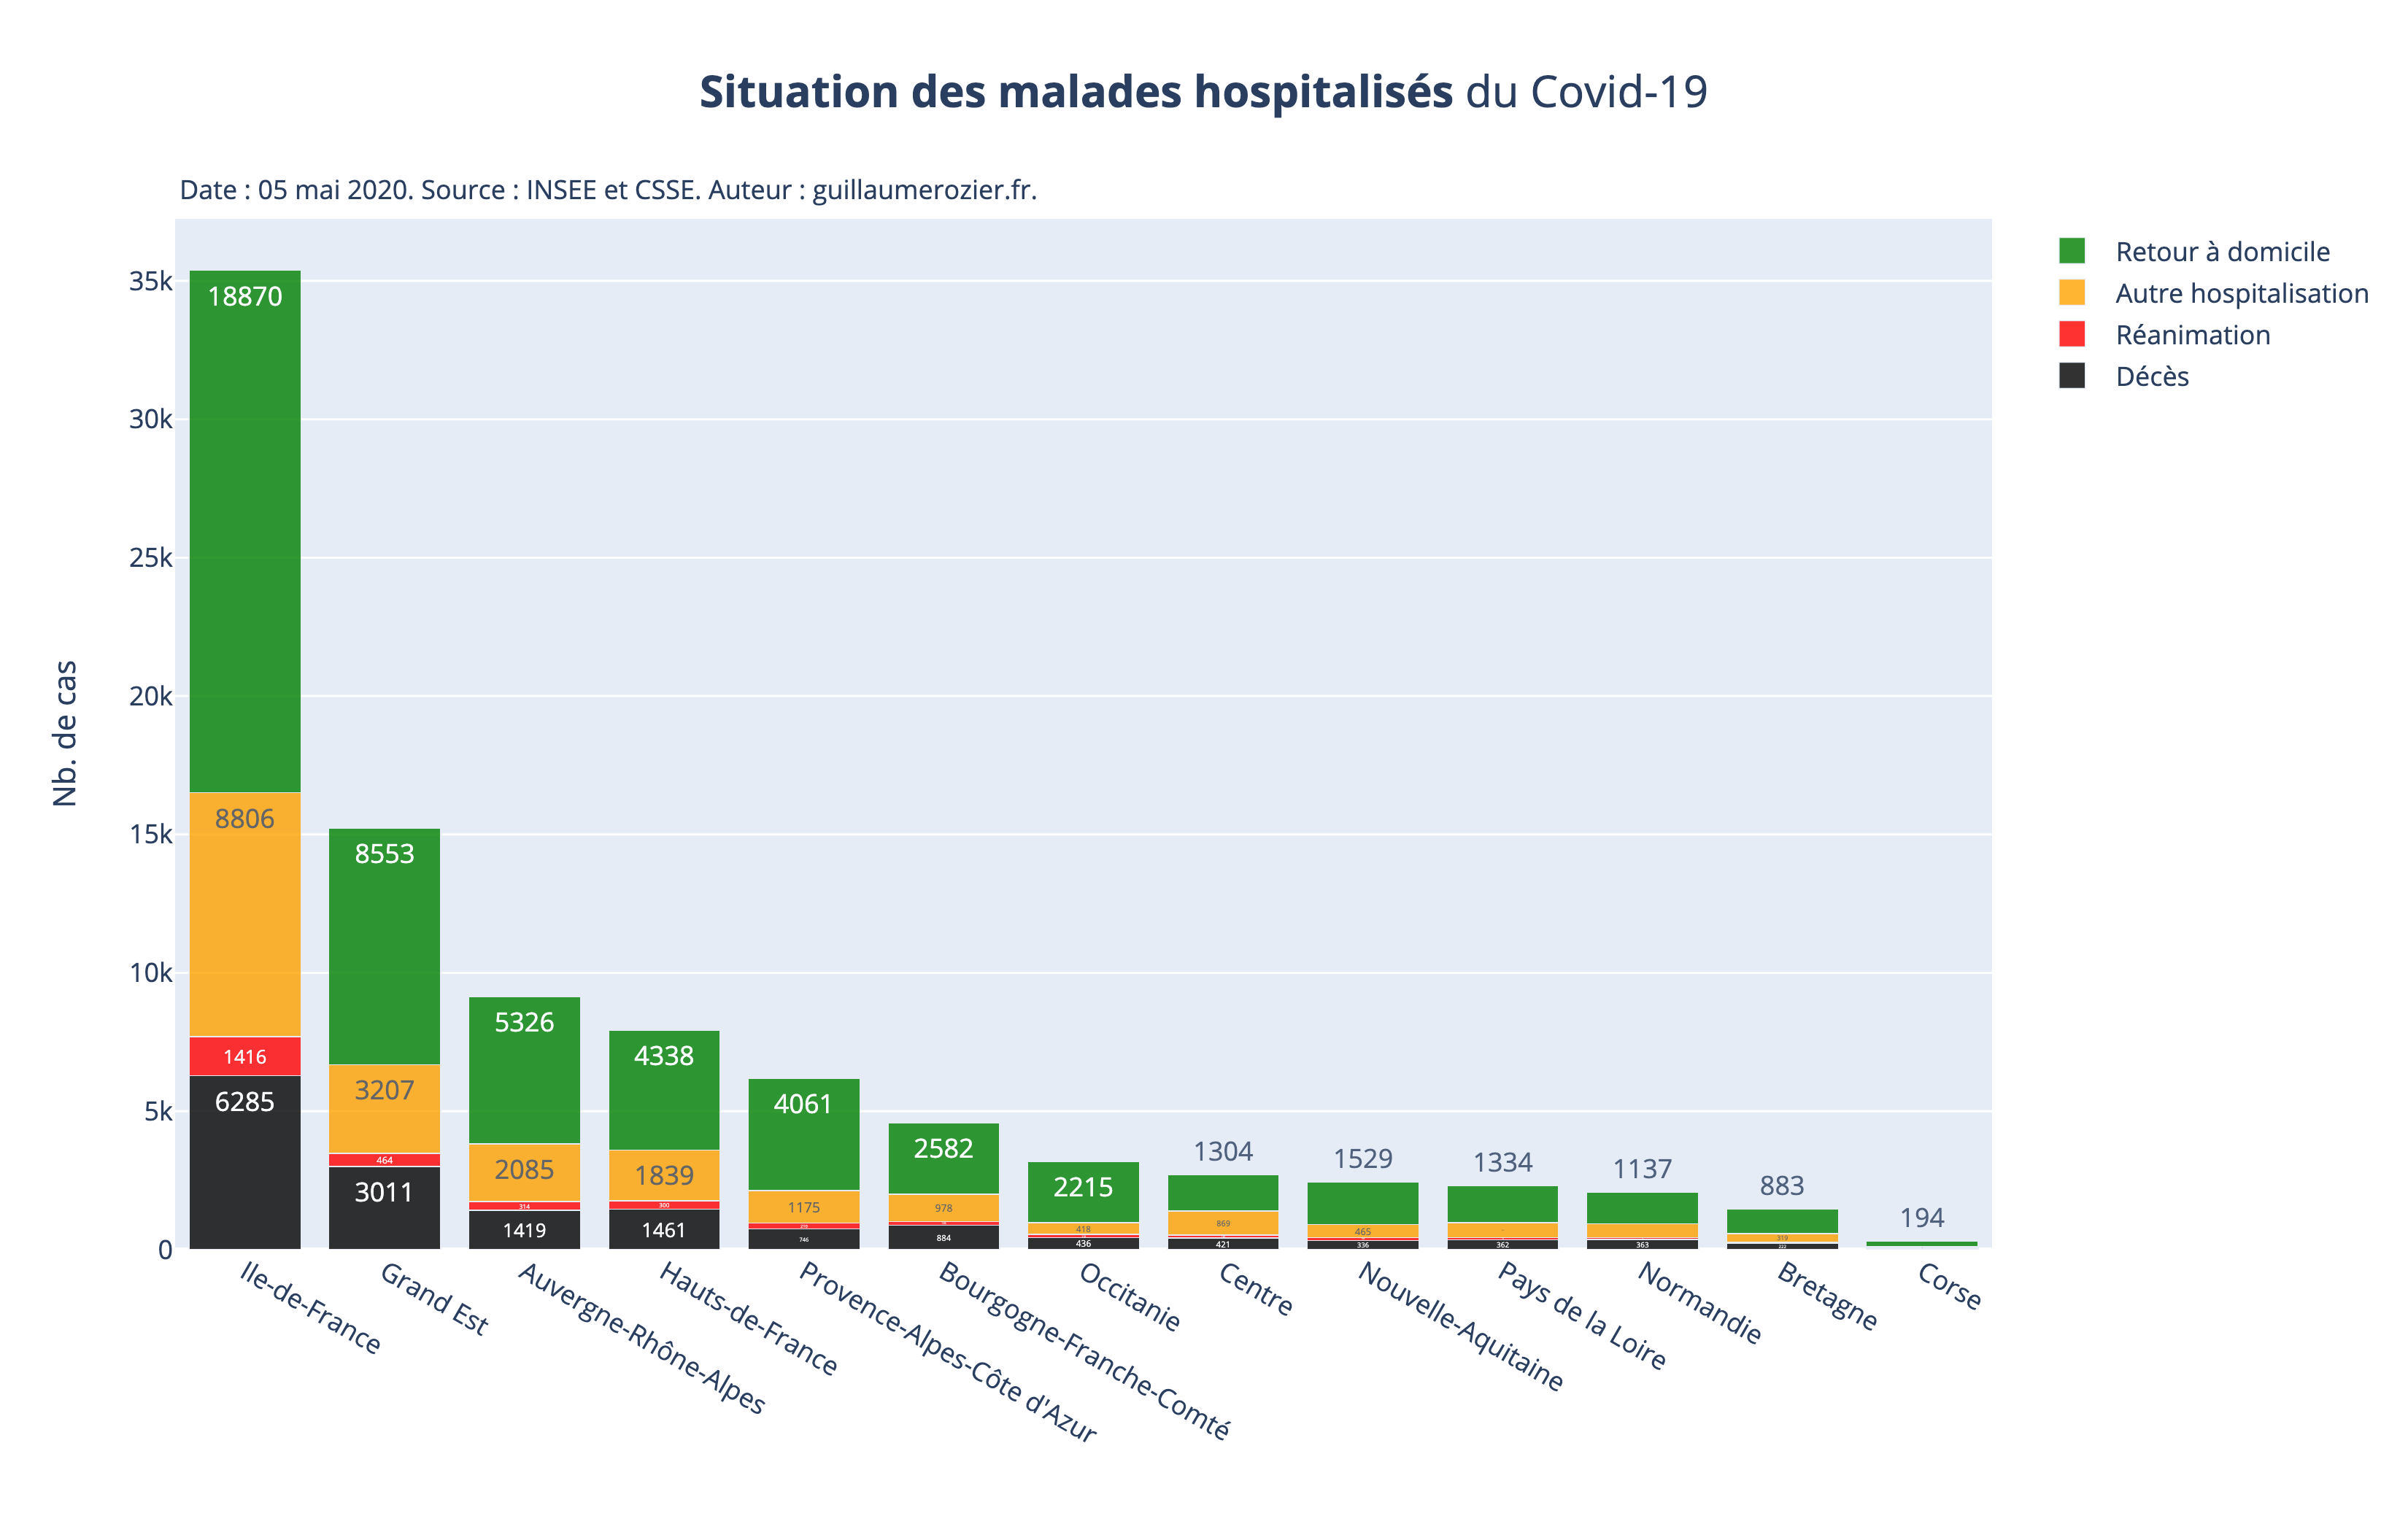 Situation des malades hospitalisés du Covid-19
Date : 05 mai 2020. Source : INSEE et CSSE. Auteur : guillaumerozier.fr.
Retour à domicile
Autre hospitalisation
Réanimation
Décès
Nb. de cas
35k
30k
25k
20k
15k
10k
5k
0
18870
8806
1416
6285
8553
3207
464
3011
5326
2085
314
1419
4338
1839
300
1461
4061
1175
746
2582
978
884
2215
418
436
1304
869
421
1529
465
336
1334
362
1137
363
883
319
222
194
Ile-de-France
Grand Est
Auvergne-Rhône-Alpes
Hauts-de-France
Provence-Alpes-Côte d'Azur
Bourgogne-Franche-Comté
Occitanie
Centre
Nouvelle-Aquitaine
Pays de la Loire
Normandie
Bretagne
Corse